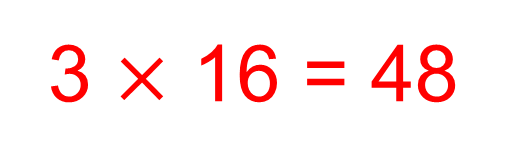 3 × 16 = 48